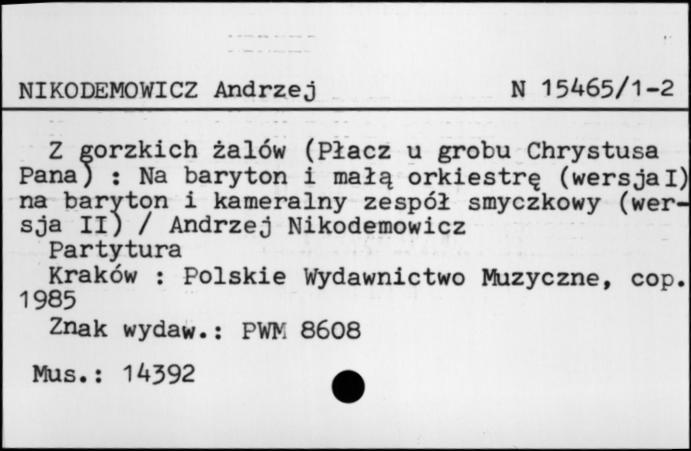 NIKODEMOWICZ Andrzej N 15465/1-2
Z gorzkich żalów (Płacz u grobu Chrystusa
Pana) : Na baryton i małą orkiestrę (wersjaI)
na baryton i kameralny zespół smyczkowy (wer-
sja II) / Andrzej Nikodemowicz
Partytura
Kraków : Polskie Wydawnictwo Muzyczne, cop.
1985
Znak wydaw.: PWM 8608
Mus.: 14392